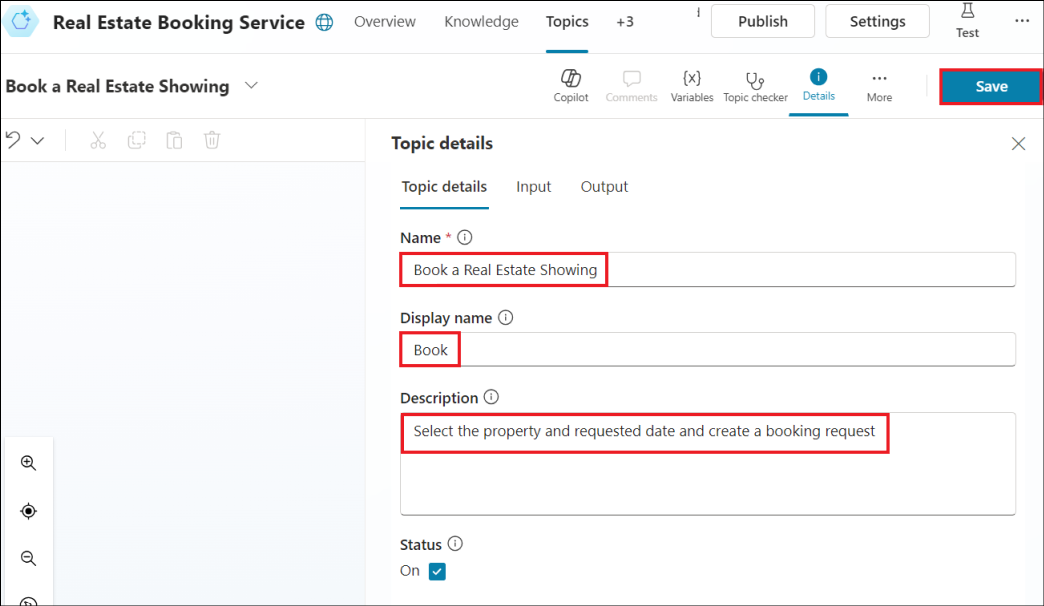 Real Estate Booking Service Overview Knowledge Topics +3 Publish Settings Test
Book a Real Estate Showing Copilot Comments {x} Variables Topic checker Details More Save
Topic details
Topic details Input Output
Name *
Book a Real Estate Showing
Display name
Book
Description
Select the property and requested date and create a booking request
Status
On